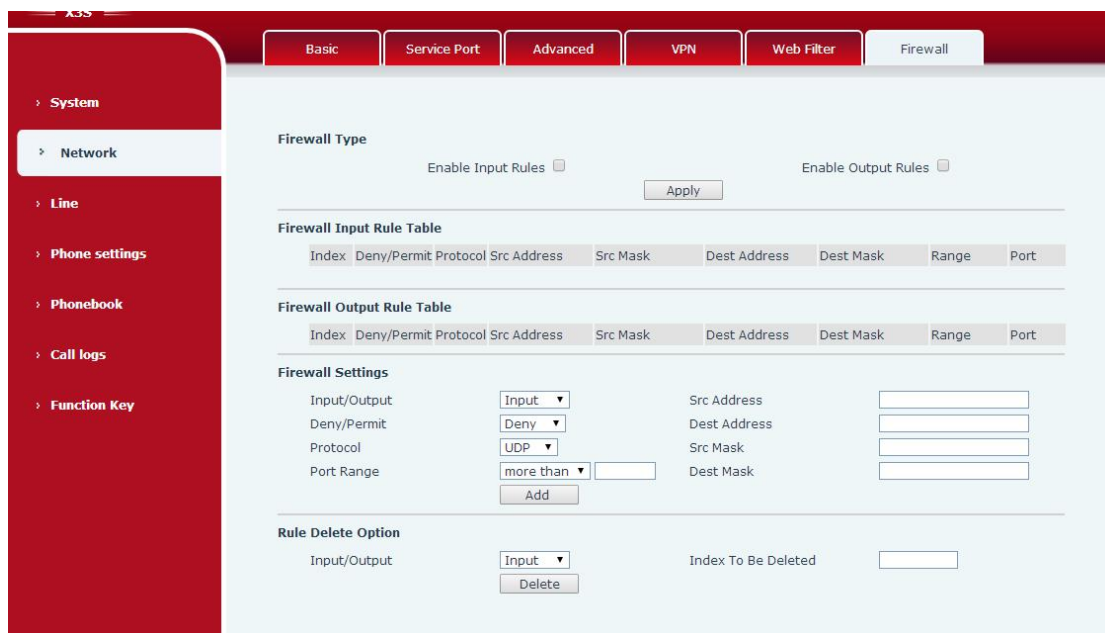 X3S
Basic Service Port Advanced VPN Web Filter Firewall
› System
› Network
› Line
› Phone settings
› Phonebook
› Call logs
› Function Key
Firewall Type
Enable Input Rules Enable Output Rules
Apply
Firewall Input Rule Table
Index Deny/Permit Protocol Src Address Src Mask Dest Address Dest Mask Range Port
Firewall Output Rule Table
Index Deny/Permit Protocol Src Address Src Mask Dest Address Dest Mask Range Port
Firewall Settings
Input/Output Input Src Address
Deny/Permit Deny Dest Address
Protocol UDP Src Mask
Port Range more than Dest Mask
Add
Rule Delete Option
Input/Output Input Index To Be Deleted
Delete